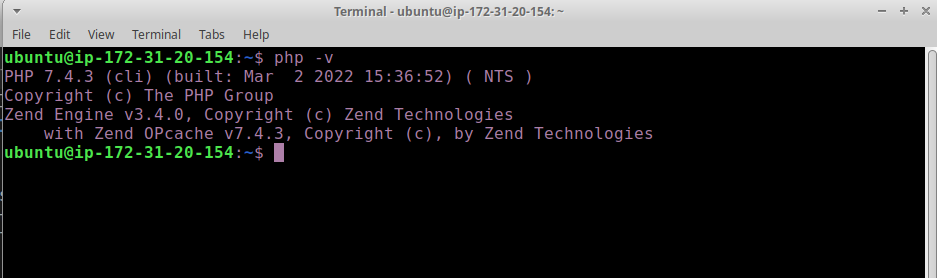 Terminal - ubuntu@ip-172-31-20-154: ~
File Edit View Terminal Tabs Help
ubuntu@ip-172-31-20-154:~$ php -v
PHP 7.4.3 (cli) (built: Mar  2 2022 15:36:52) ( NTS )
Copyright (c) The PHP Group
Zend Engine v3.4.0, Copyright (c) Zend Technologies
    with Zend OPcache v7.4.3, Copyright (c), by Zend Technologies
ubuntu@ip-172-31-20-154:~$